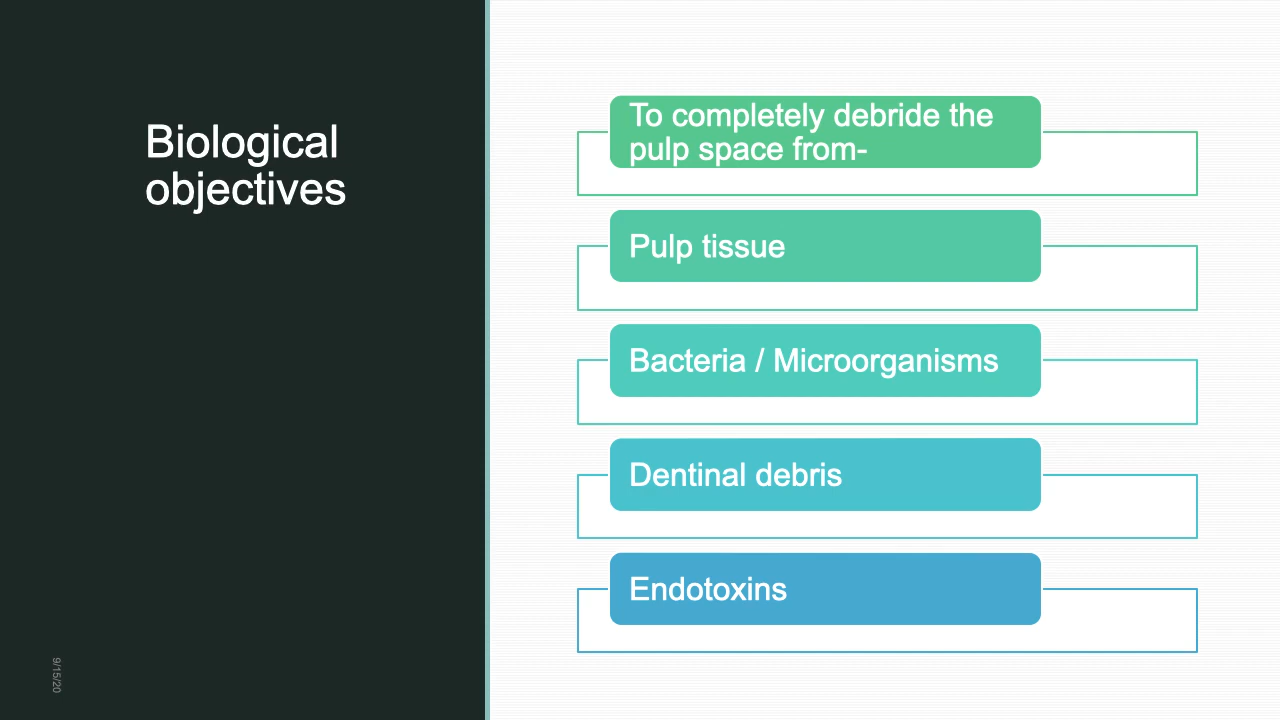 Biological
objectives
To completely debride the
pulp space from-
Pulp tissue
Bacteria / Microorganisms
Dentinal debris
Endotoxins
9/15/20